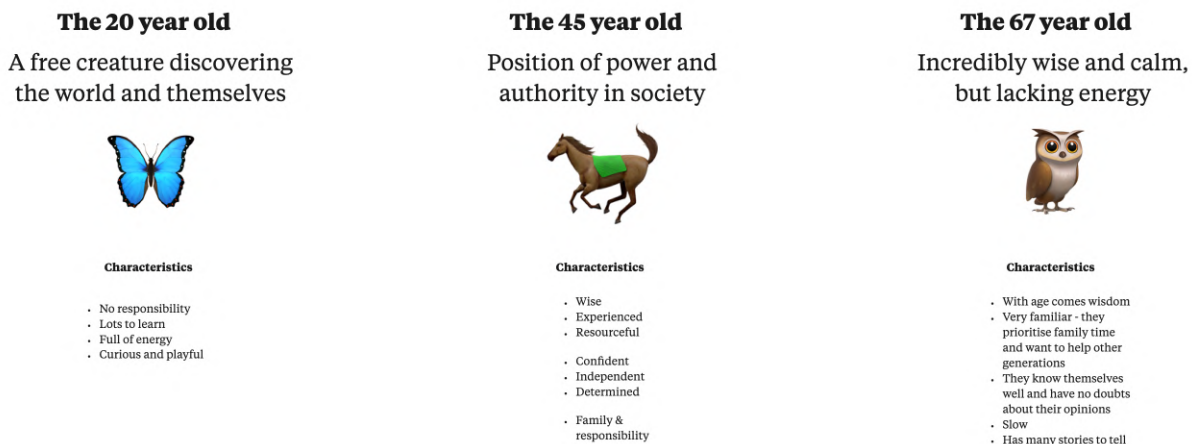 The 20 year old
A free creature discovering
the world and themselves
Characteristics
• No responsibility
• Lots to learn
• Full of energy
• Curious and playful
The 45 year old
Position of power and
authority in society
Characteristics
• Wise
• Experienced
• Resourceful
• Confident
• Independent
• Determined
• Family &
responsibility
The 67 year old
Incredibly wise and calm,
but lacking energy
Characteristics
• With age comes wisdom
• Very familiar - they
prioritise family time
and want to help other
generations
• They know themselves
well and have no doubts
about their opinions
• Slow
• Has many stories to tell